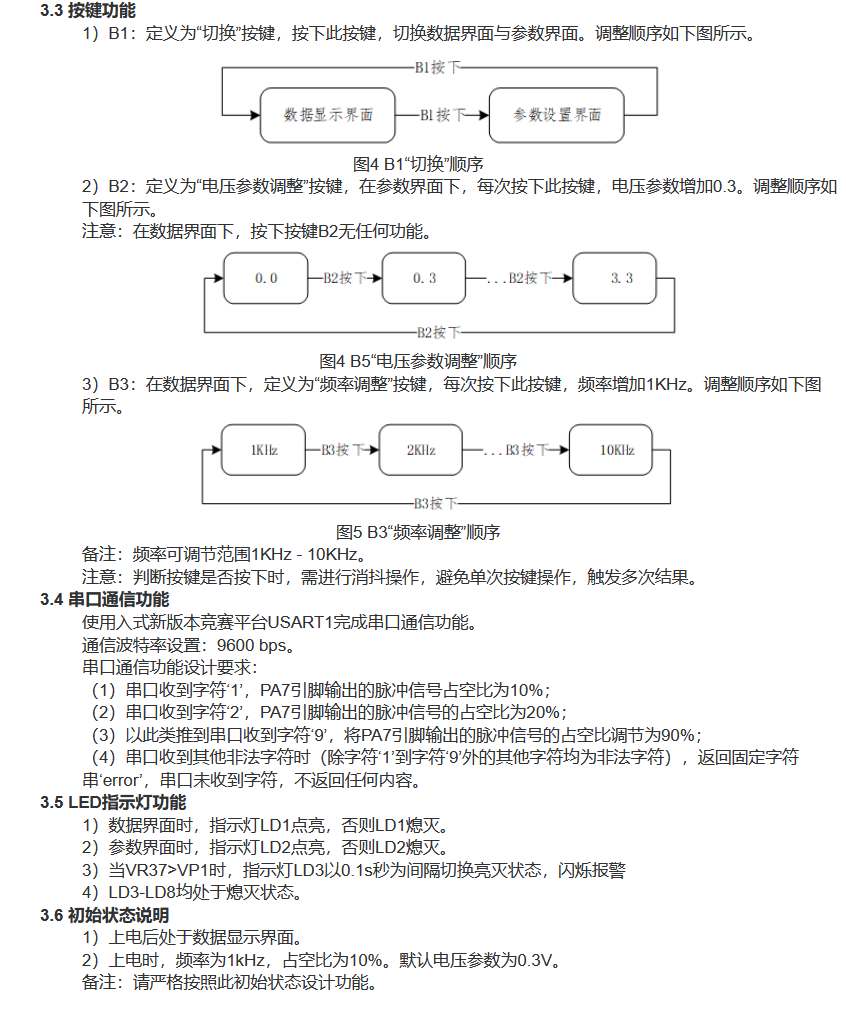 3.3 按键功能
1）B1：定义为“切换”按键，按下此按键，切换数据界面与参数界面。调整顺序如下图所示。
B1按下
数据显示界面
B1按下
参数设置界面
图4 B1“切换”顺序
2）B2：定义为“电压参数调整”按键，在参数界面下，每次按下此按键，电压参数增加0.3。调整顺序如
下图所示。
注意：在数据界面下，按下按键B2无任何功能。
0.0
B2按下
0.3
...B2按下
3.3
B2按下
图4 B5“电压参数调整”顺序
3）B3：在数据界面下，定义为“频率调整”按键，每次按下此按键，频率增加1KHz。调整顺序如下图
所示。
1KHz
B3按下
2KHz
...B3按下
10KHz
B3按下
图5 B3“频率调整”顺序
备注：频率可调节范围1KHz - 10KHz。
注意：判断按键是否按下时，需进行消抖操作，避免单次按键操作，触发多次结果。
3.4 串口通信功能
使用入式新版本竞赛平台USART1完成串口通信功能。
通信波特率设置：9600 bps。
串口通信功能设计要求：
（1）串口收到字符‘1’，PA7引脚输出的脉冲信号占空比为10%；
（2）串口收到字符‘2’，PA7引脚输出的脉冲信号的占空比为20%；
（3）以此类推到串口收到字符‘9’，将PA7引脚输出的脉冲信号的占空比调节为90%；
（4）串口收到其他非法字符时（除字符‘1’到字符‘9’外的其他字符均为非法字符），返回固定字符
串‘error’，串口未收到字符，不返回任何内容。
3.5 LED指示灯功能
1）数据界面时，指示灯LD1点亮，否则LD1熄灭。
2）参数界面时，指示灯LD2点亮，否则LD2熄灭。
3）当VR37>VP1时，指示灯LD3以0.1s秒为间隔切换亮灭状态，闪烁报警
4）LD3-LD8均处于熄灭状态。
3.6 初始状态说明
1）上电后处于数据显示界面。
2）上电时，频率为1kHz，占空比为10%。默认电压参数为0.3V。
备注：请严格按照此初始状态设计功能。